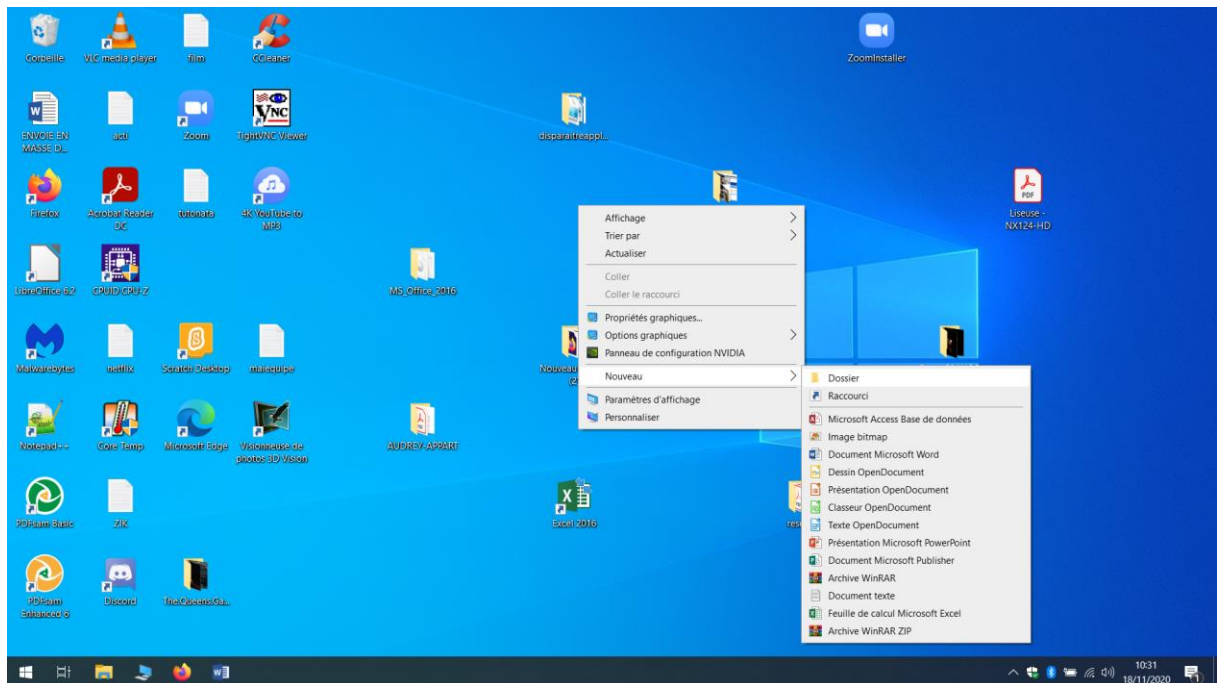 Corbeille
VLC media player
film
CCleaner
ZoomInstaller
ENVOIE EN
MASSE D...
acti
Zoom
VNC
TightVNC Viewer
disparaitreappl...
Firefox
Acrobat Reader
DC
tutonata
4K YouTube to
MP3
PDF
Liseuse -
NX124-HD
LibreOffice 6.2
CPUID CPU-Z
MS_Office_2016
Malwarebytes
netflix
Scratch Desktop
malequipe
Nouveau
(2
Notepad++
Core Temp
Microsoft Edge
Visionneuse de
photos 3D Vision
AUDREY-APPART
PDFsam Basic
ZIK
Excel 2016
PDFsam
Enhanced 6
Discord
The.Queens.Ga...
Affichage
Trier par
Actualiser
Coller
Coller le raccourci
Propriétés graphiques...
Options graphiques
Panneau de configuration NVIDIA
Nouveau
Paramètres d'affichage
Personnaliser
Dossier
Raccourci
Microsoft Access Base de données
Image bitmap
Document Microsoft Word
Dessin OpenDocument
Présentation OpenDocument
Classeur OpenDocument
Texte OpenDocument
Présentation Microsoft PowerPoint
Document Microsoft Publisher
Archive WinRAR
Document texte
Feuille de calcul Microsoft Excel
Archive WinRAR ZIP
10:31
18/11/2020